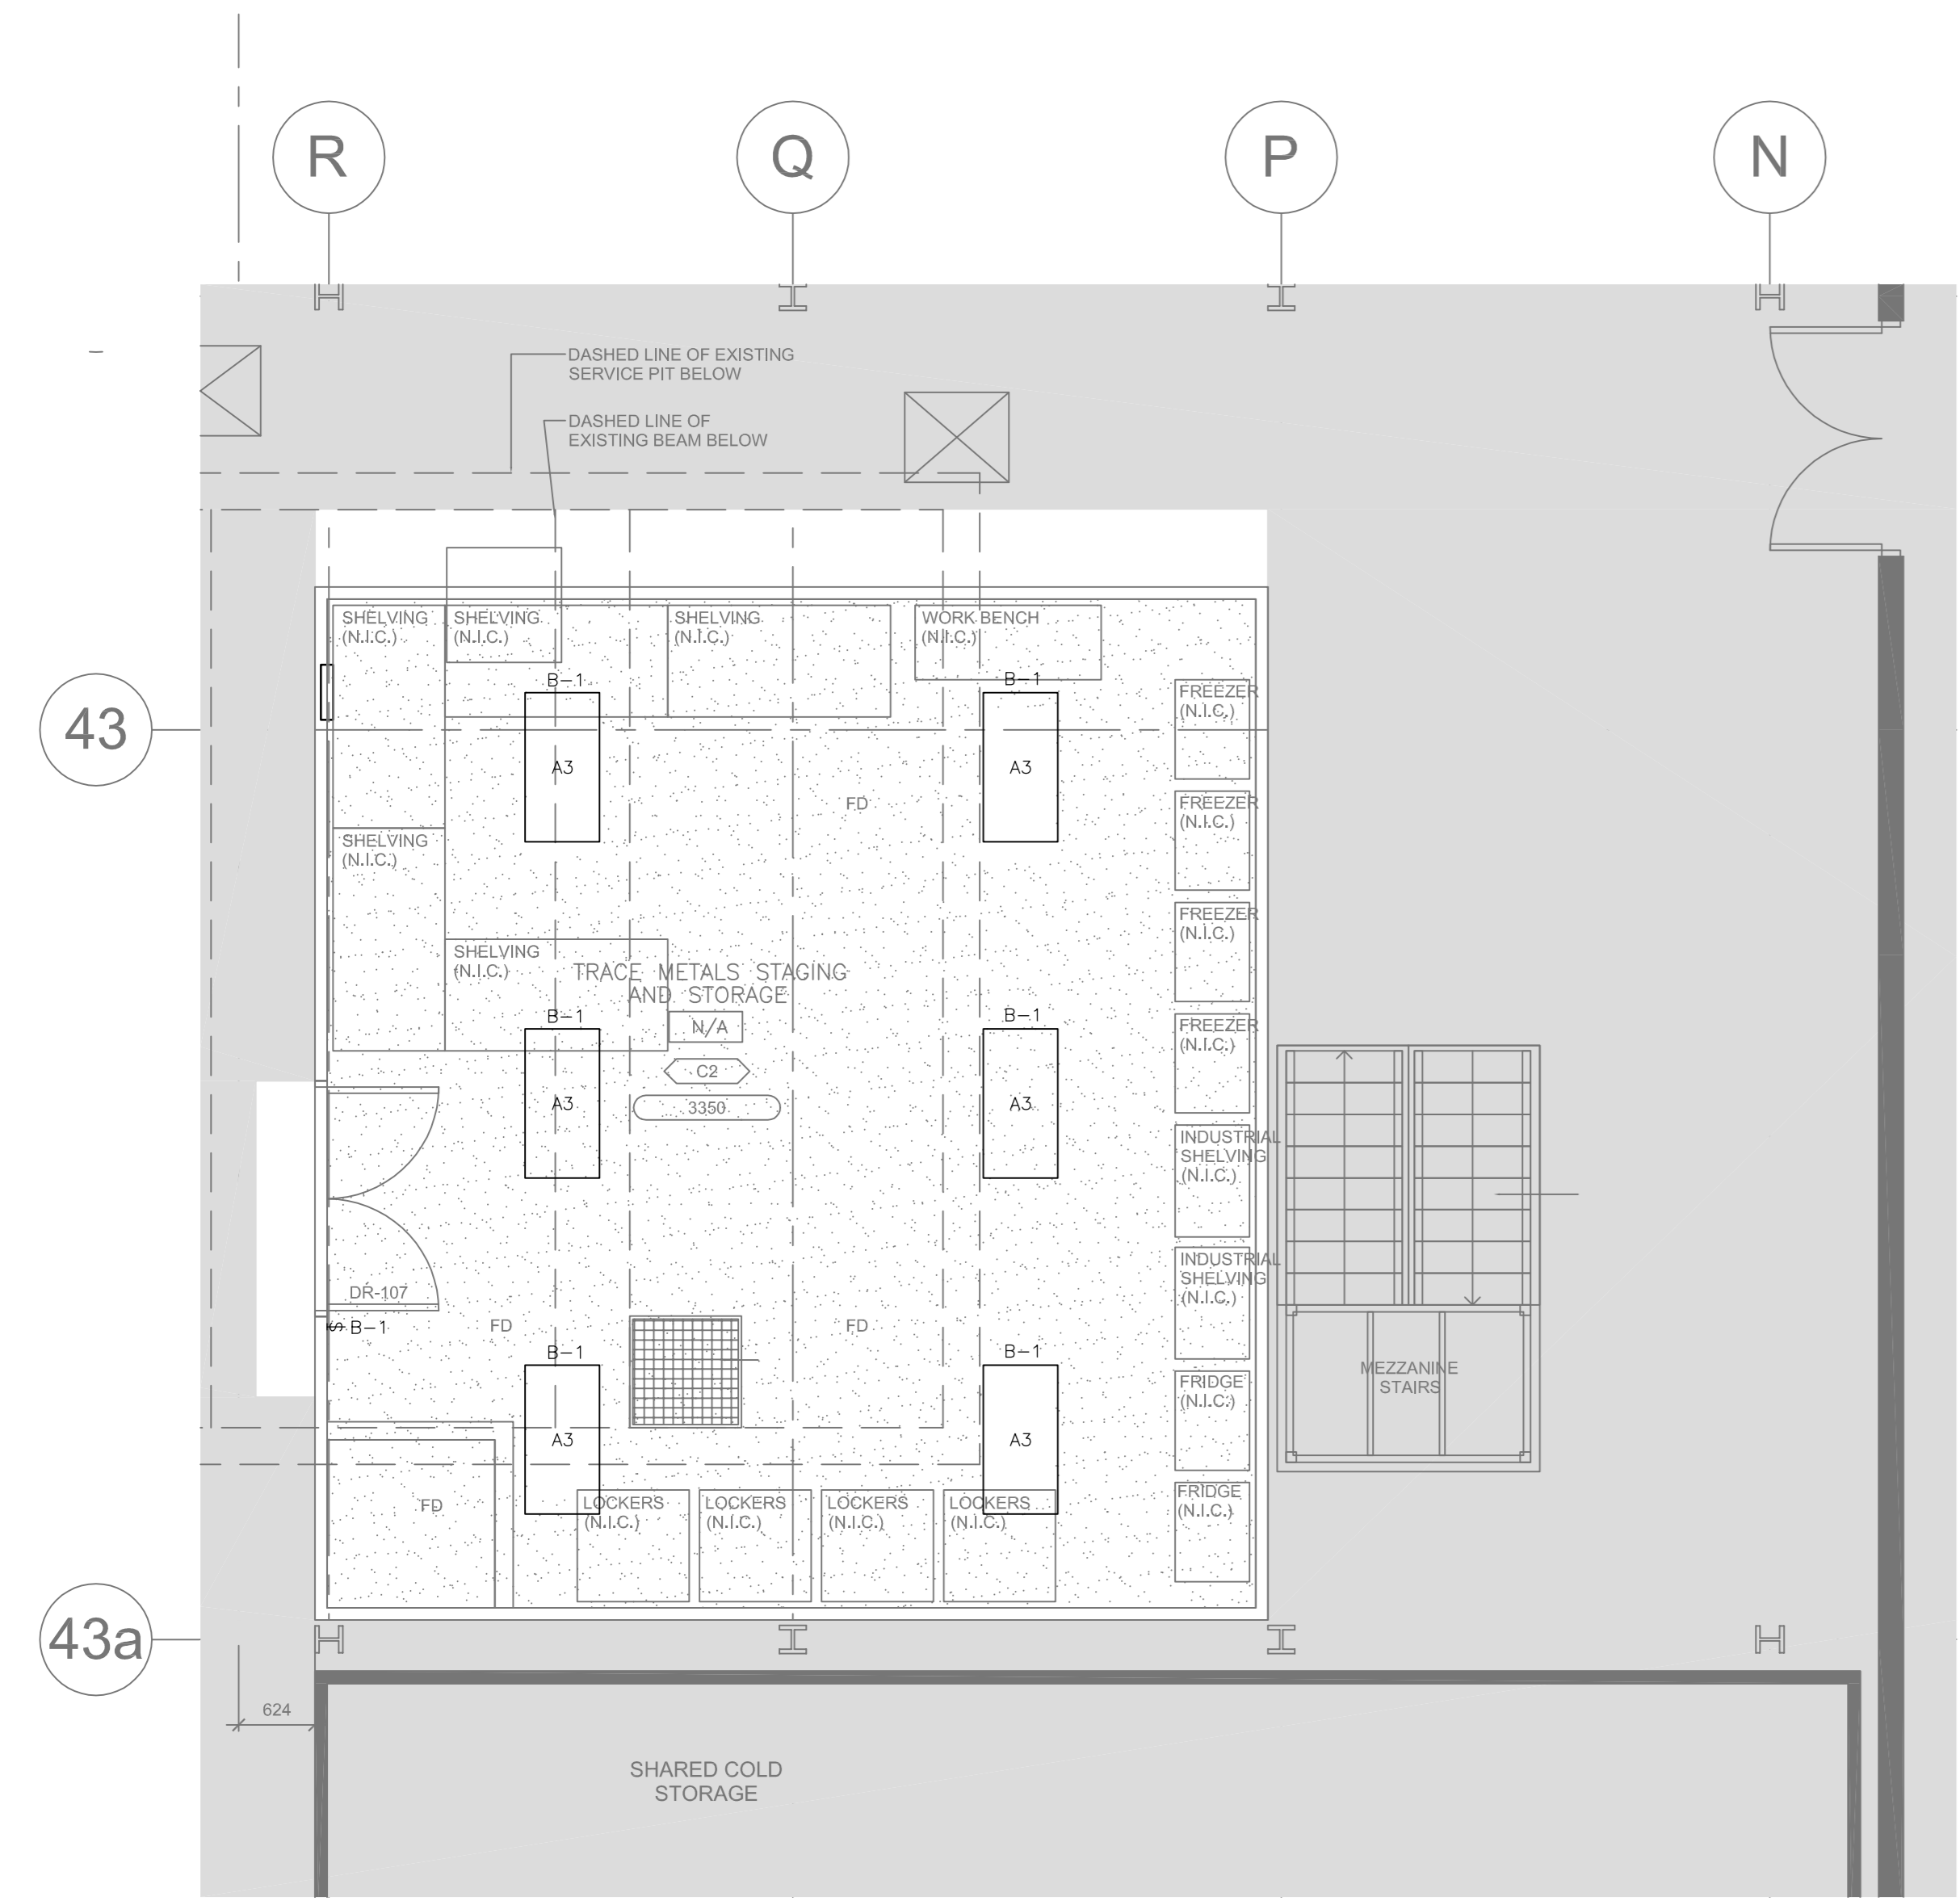 R
Q
P
N
DASHED LINE OF EXISTING
SERVICE PIT BELOW
DASHED LINE OF
EXISTING BEAM BELOW
SHELVING
(N.I.C.)
SHELVING
(N.I.C.)
SHELVING
(N.I.C.)
WORK BENCH
(N.I.C.)
B-1
B-1
FREEZER
(N.I.C.)
43
A3
A3
FD
FREEZER
(N.I.C.)
SHELVING
(N.I.C.)
FREEZER
(N.I.C.)
SHELVING
(N.I.C.)
TRACE METALS STAGING
AND STORAGE
N/A
B-1
B-1
FREEZER
(N.I.C.)
C2
3350
A3
A3
INDUSTRIAL
SHELVING
(N.I.C.)
INDUSTRIAL
SHELVING
(N.I.C.)
DR-107
S B-1
FD
FD
B-1
B-1
FRIDGE
(N.I.C.)
MEZZANINE
STAIRS
A3
A3
FD
LOCKERS
(N.I.C.)
LOCKERS
(N.I.C.)
LOCKERS
(N.I.C.)
LOCKERS
(N.I.C.)
FRIDGE
(N.I.C.)
43a
624
SHARED COLD
STORAGE